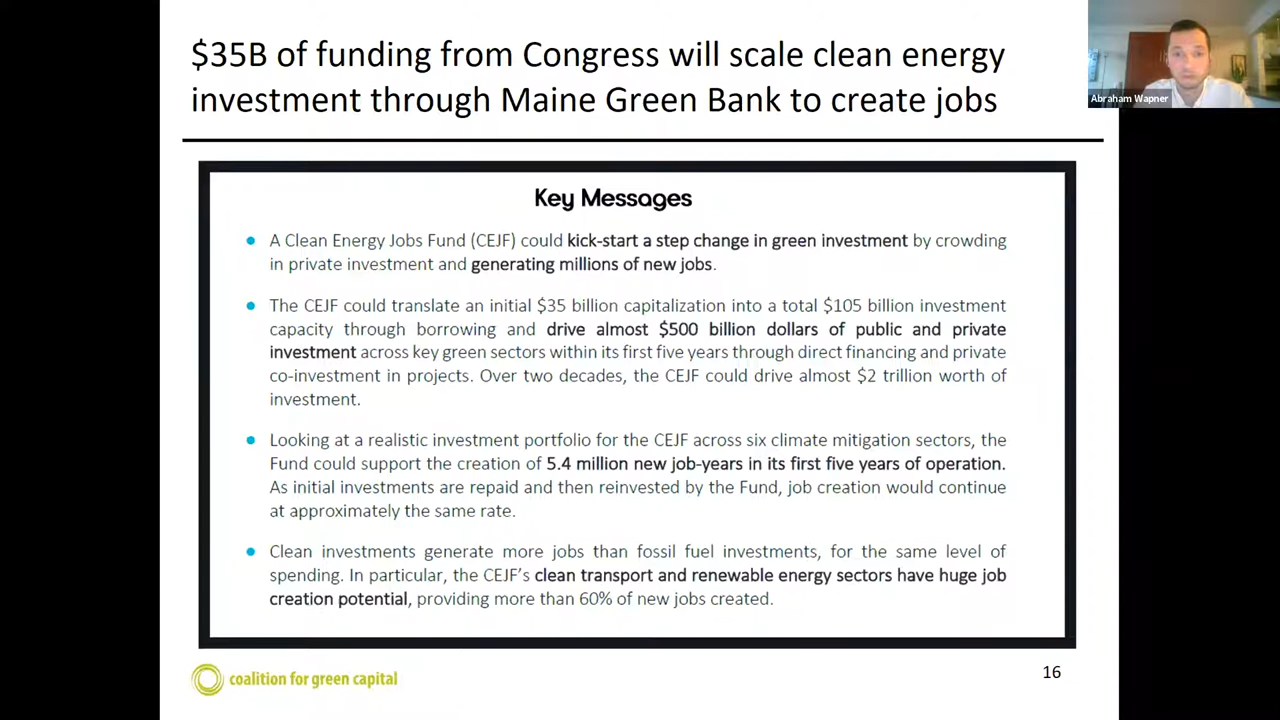 $35B of funding from Congress will scale clean energy
investment through Maine Green Bank to create jobs
Abraham Wapner
Key Messages
• A Clean Energy Jobs Fund (CEJF) could kick-start a step change in green investment by crowding
in private investment and generating millions of new jobs.
• The CEJF could translate an initial $35 billion capitalization into a total $105 billion investment
capacity through borrowing and drive almost $500 billion dollars of public and private
investment across key green sectors within its first five years through direct financing and private
co-investment in projects. Over two decades, the CEJF could drive almost $2 trillion worth of
investment.
• Looking at a realistic investment portfolio for the CEJF across six climate mitigation sectors, the
Fund could support the creation of 5.4 million new job-years in its first five years of operation.
As initial investments are repaid and then reinvested by the Fund, job creation would continue
at approximately the same rate.
• Clean investments generate more jobs than fossil fuel investments, for the same level of
spending. In particular, the CEJF's clean transport and renewable energy sectors have huge job
creation potential, providing more than 60% of new jobs created.
coalition for green capital
16